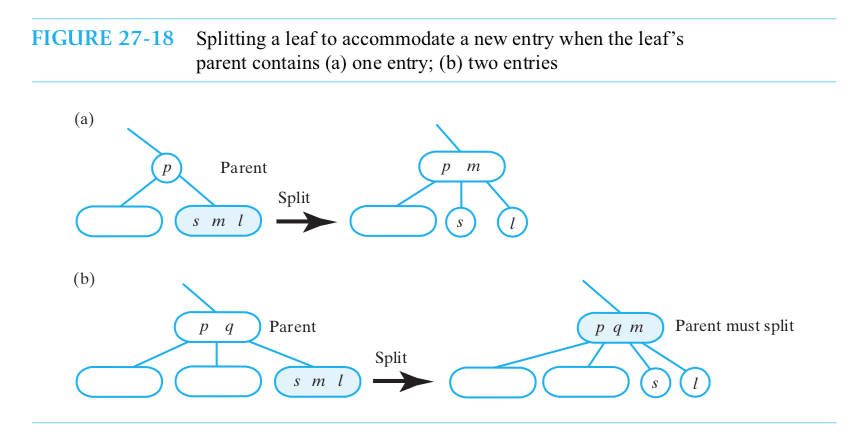 FIGURE 27-18 Splitting a leaf to accommodate a new entry when the leaf's
parent contains (a) one entry; (b) two entries
(a)
p Parent
p m
Split
s m l
s l
(b)
p q Parent
p q m Parent must split
Split
s m l
s l